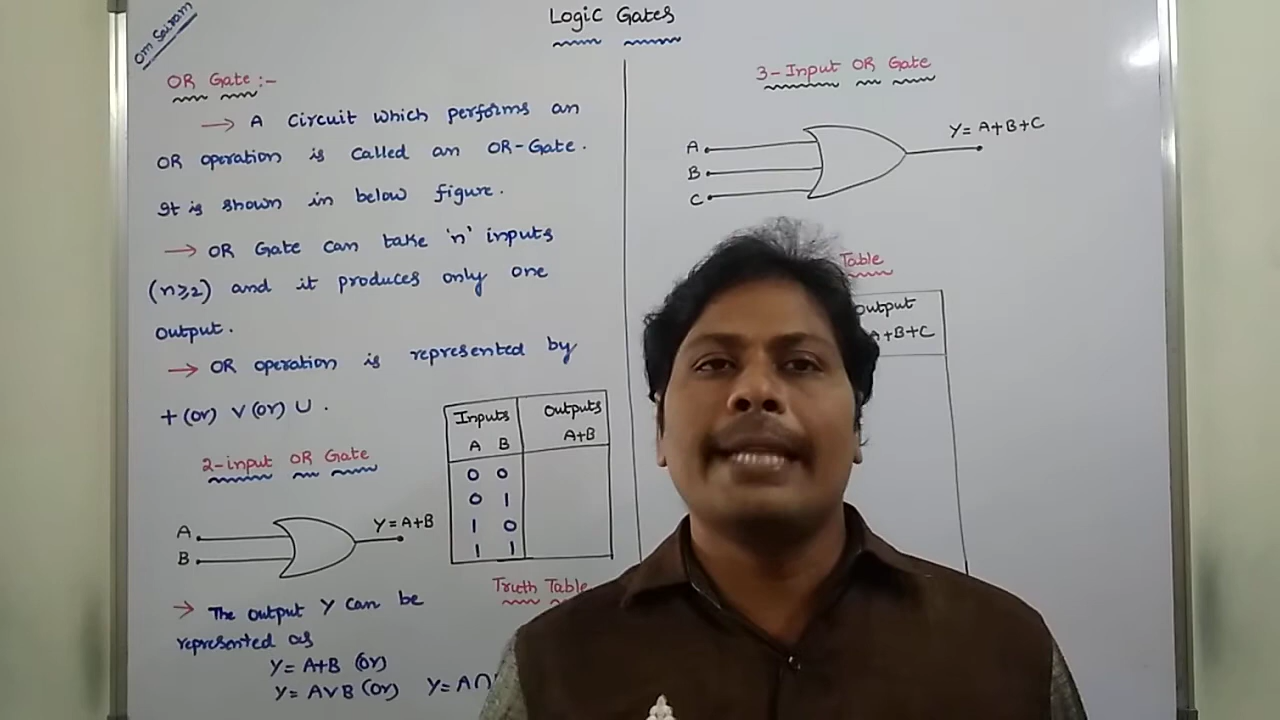 Om Sairam
Logic Gates
OR Gate :-
→ A Circuit which performs an
OR operation is called an OR-Gate.
It is shown in below figure.
→ OR Gate can take 'n' inputs
(n≥2) and it produces only one
output.
→ OR operation is represented by
+ (or) ∨ (or) ∪ .
2-input OR Gate
A
B
Y = A+B
Inputs Outputs
A B A+B
0 0
0 1
1 0
1 1
Truth Table
→ The output Y can be
represented as
Y = A+B (or)
Y = A∨B (or) Y = A∩
3-Input OR Gate
A
B
C
Y = A+B+C
Table
output
A+B+C